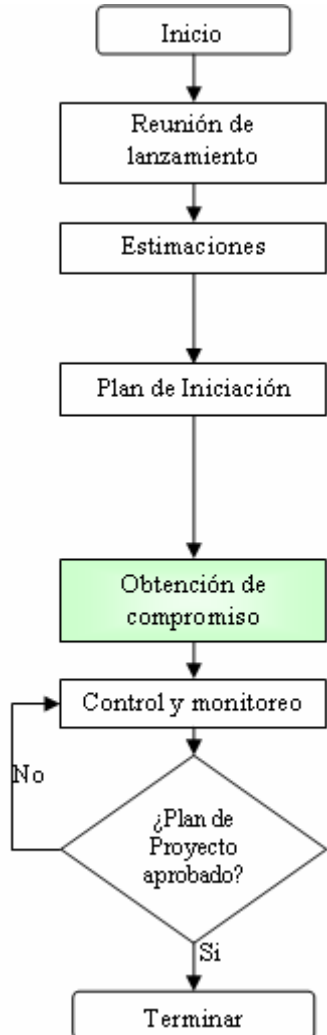 Inicio
Reunión de
lanzamiento
Estimaciones
Plan de Iniciación
Obtención de
compromiso
Control y monitoreo
No
¿Plan de
Proyecto
aprobado?
Si
Terminar